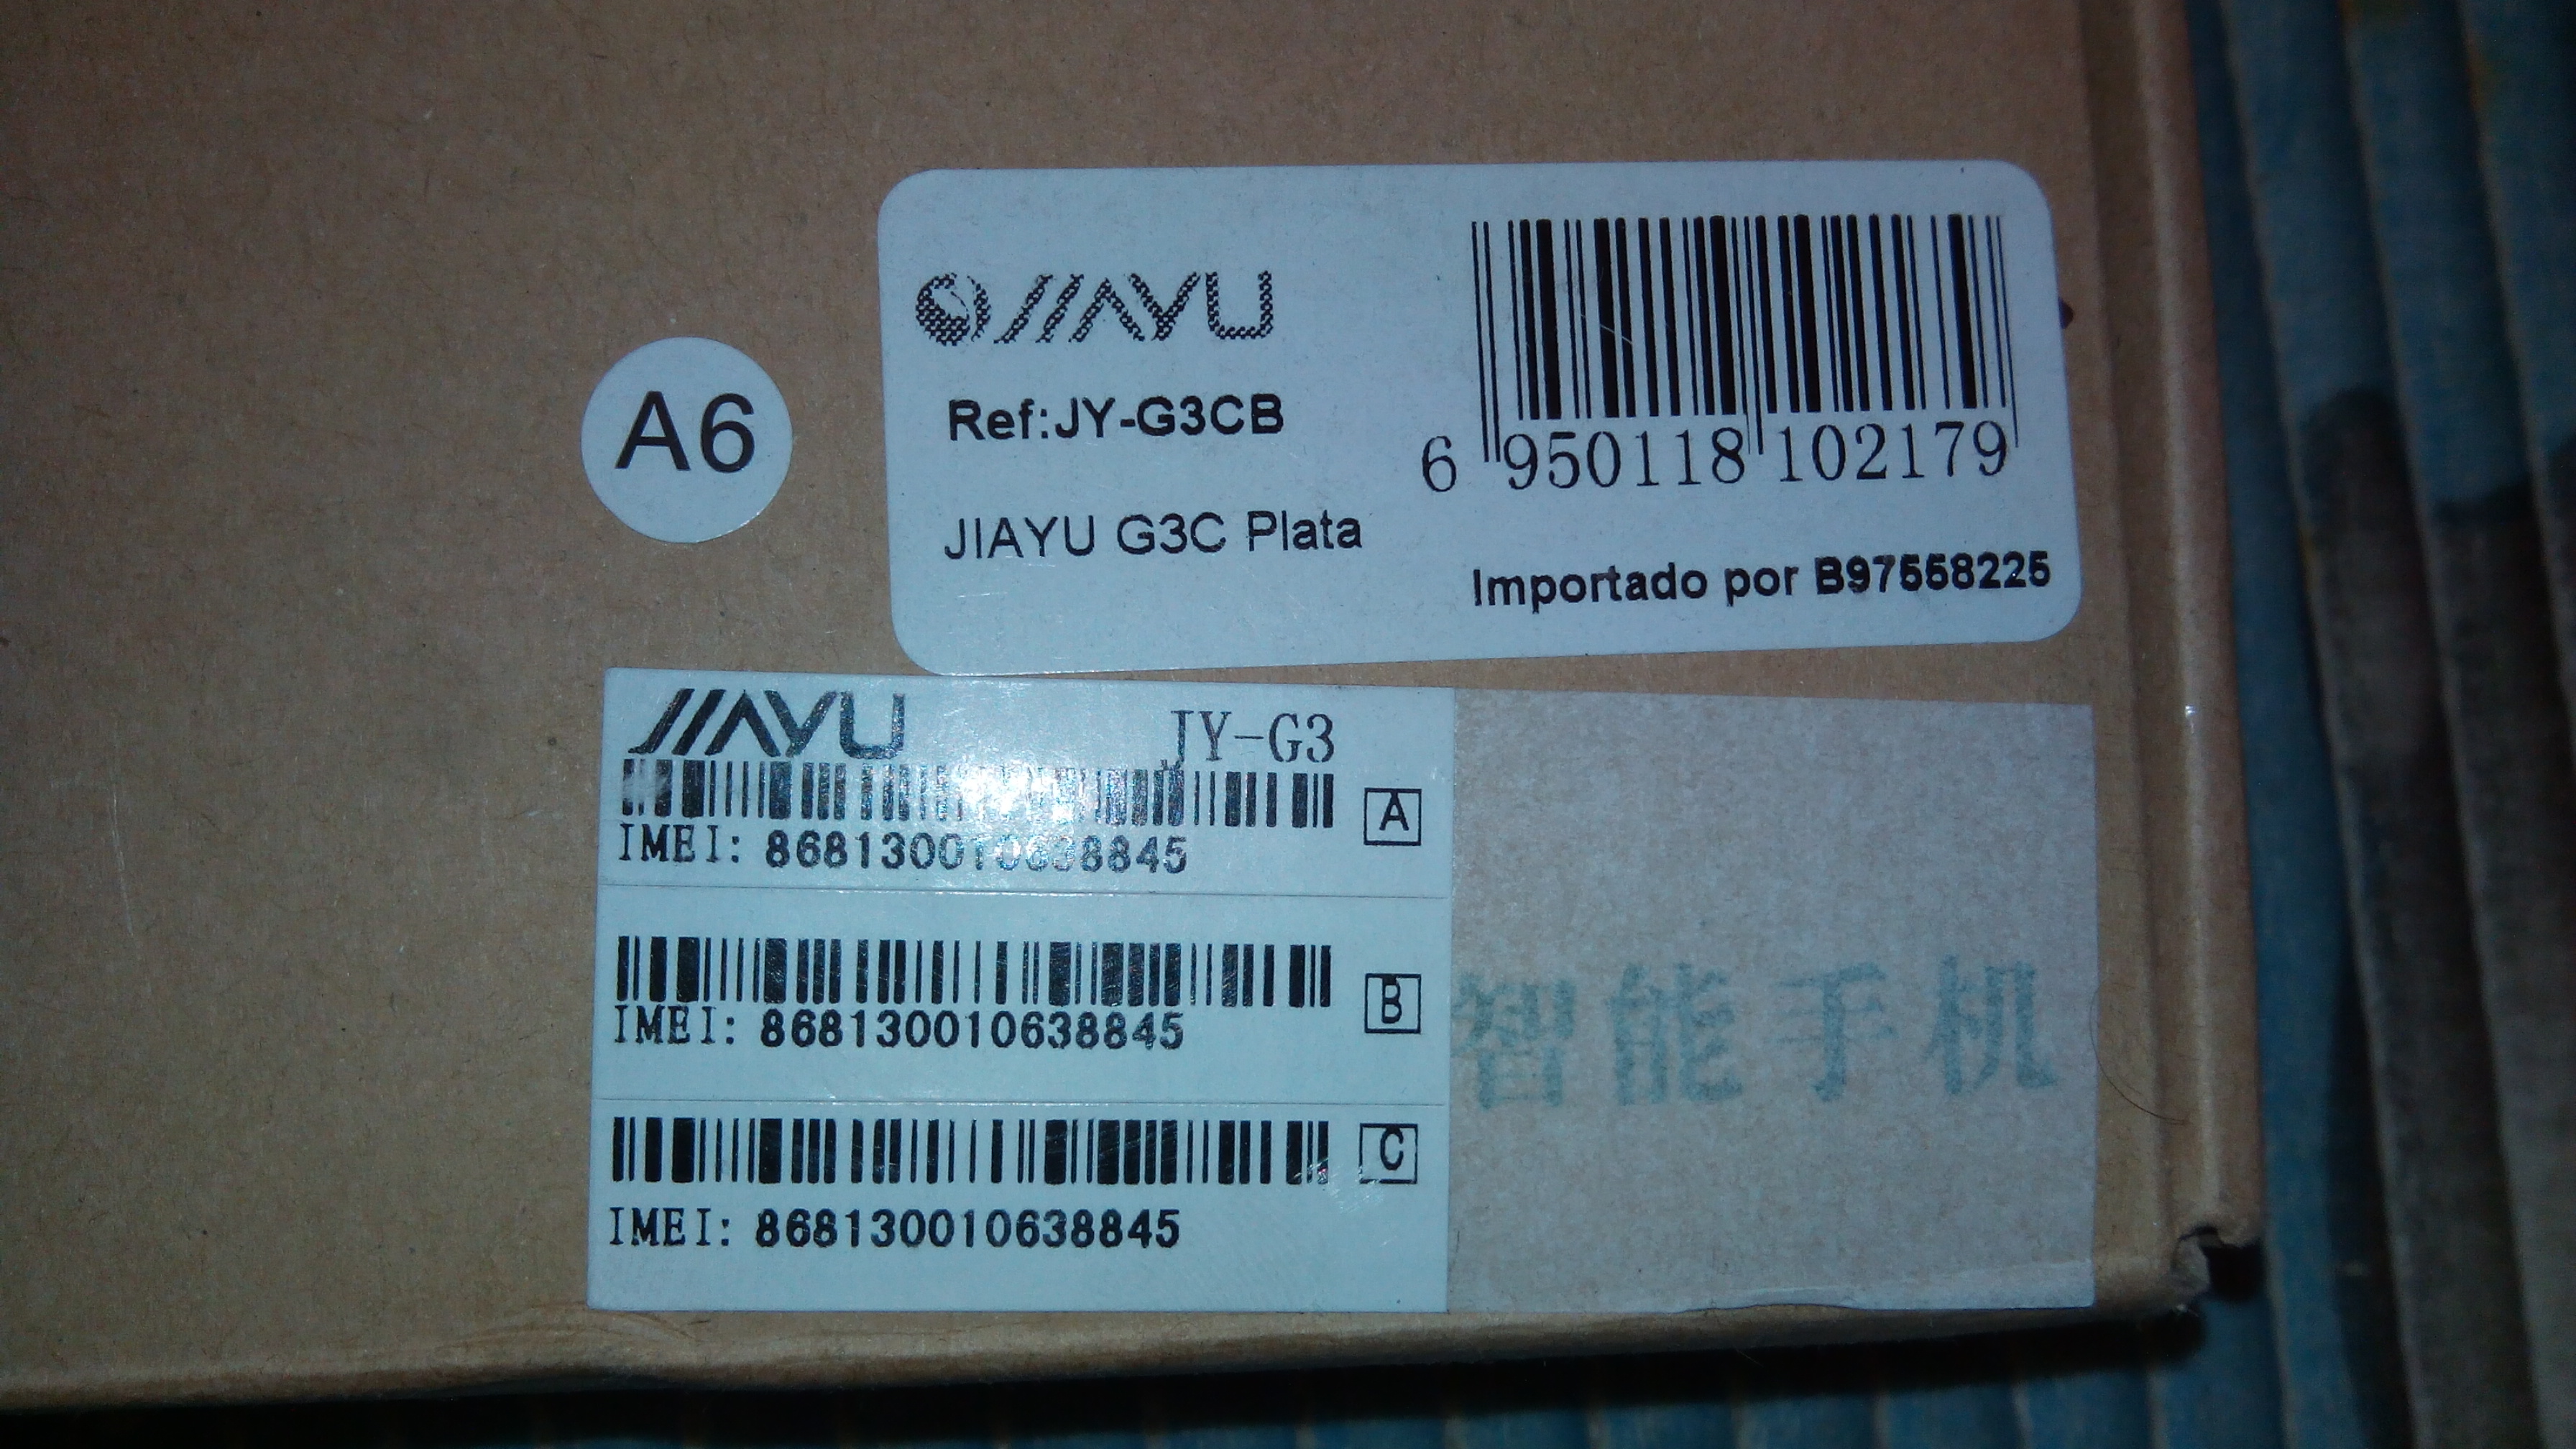 JIAYU
A6
Ref:JY-G3CB
6 950118 102179
JIAYU G3C Plata
Importado por B97558225
JIAYU JY-G3
A
IMEI: 868130010638845
B
IMEI: 868130010638845
C
IMEI: 868130010638845
智能手机